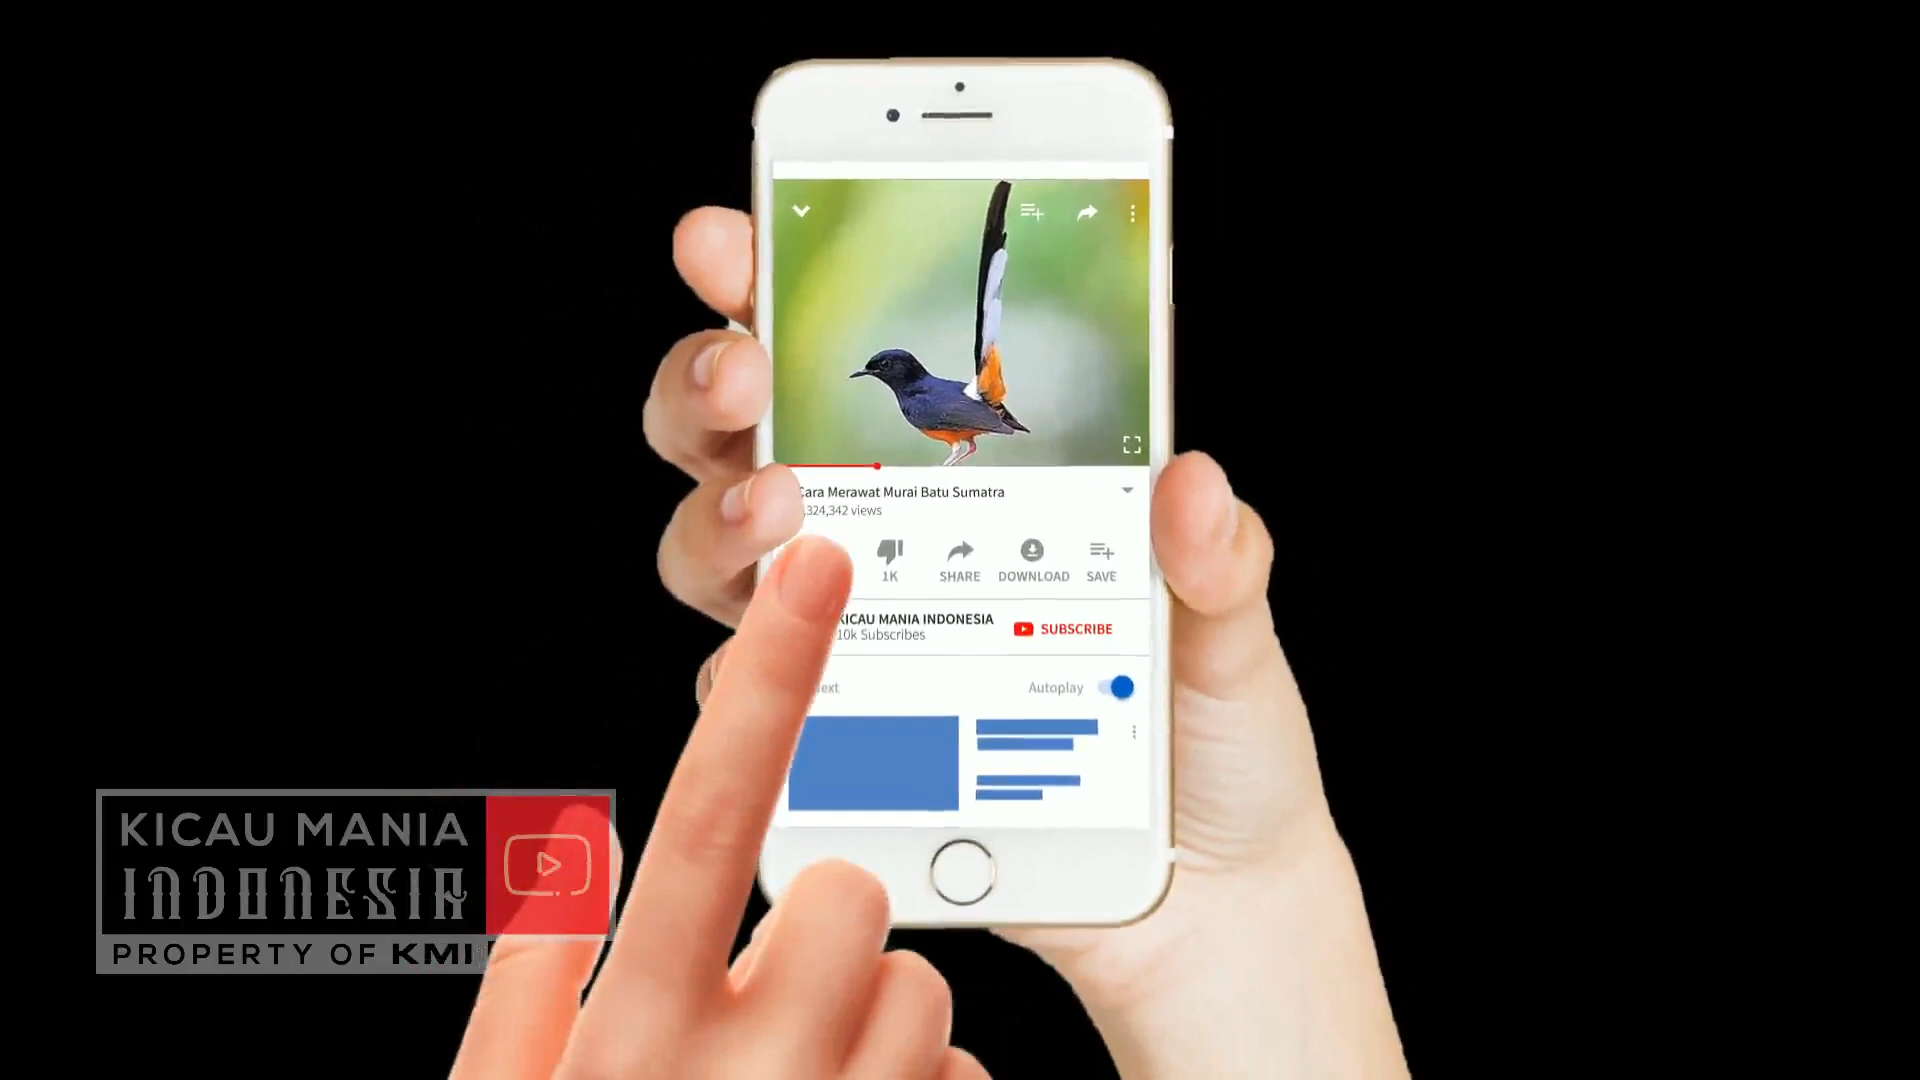 Cara Merawat Murai Batu Sumatra
,324,342 views
1K
SHARE
DOWNLOAD
SAVE
KICAU MANIA INDONESIA
10k Subscribes
SUBSCRIBE
Autoplay
KICAU MANIA
INDONESIA
PROPERTY OF KMI